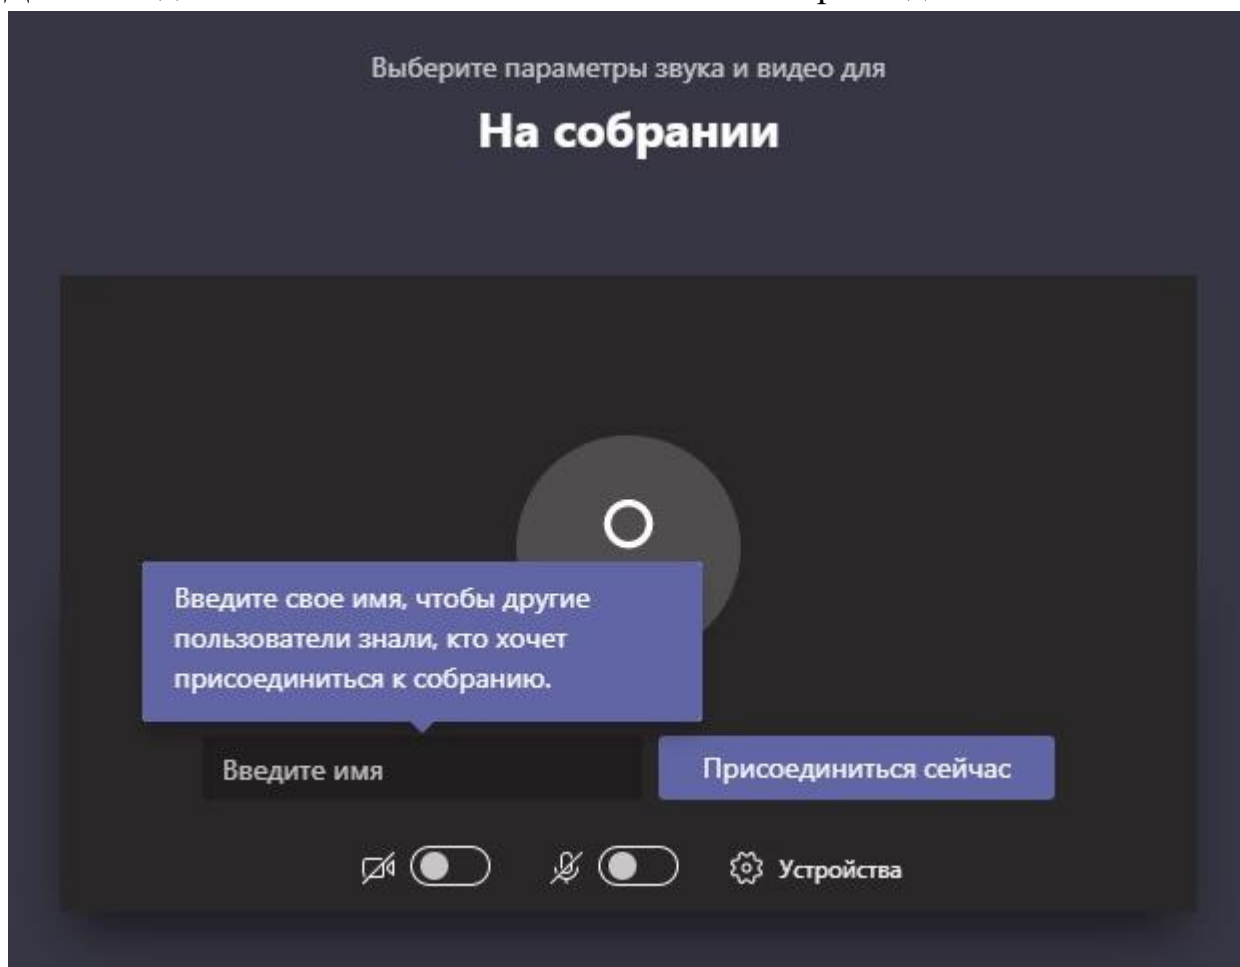 Выберите параметры звука и видео для
На собрании
Введите свое имя, чтобы другие
пользователи знали, кто хочет
присоединиться к собранию.
Введите имя
Присоединиться сейчас
Устройства